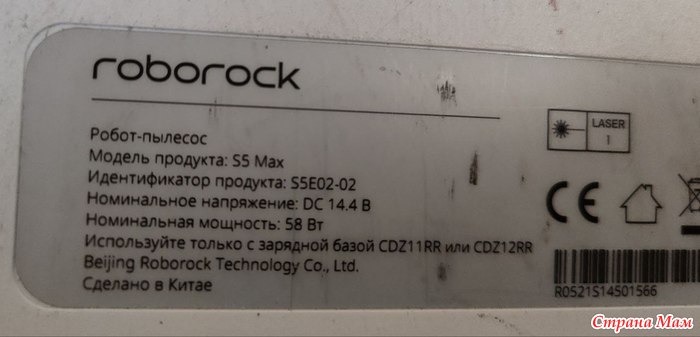 roborock
Робот-пылесос
Модель продукта: S5 Max
Идентификатор продукта: S5E02-02
Номинальное напряжение: DC 14.4 В
Номинальная мощность: 58 Вт
Используйте только с зарядной базой CDZ11RR или CDZ12RR
Beijing Roborock Technology Co., Ltd.
Сделано в Китае
LASER
1
CE
R0521S14501566
Страна Мам